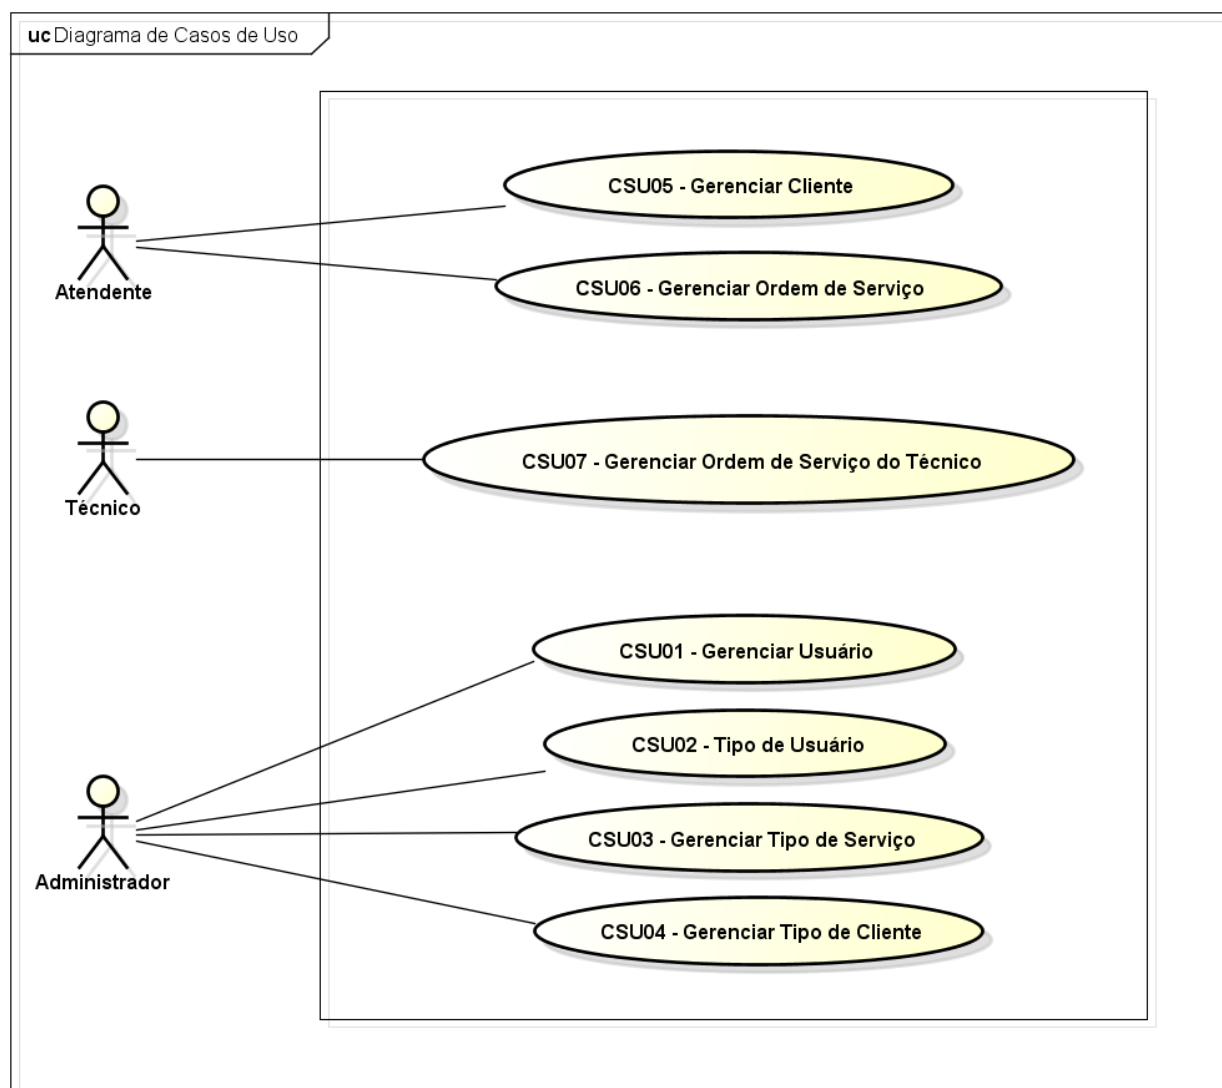 uc Diagrama de Casos de Uso
CSU05 - Gerenciar Cliente
CSU06 - Gerenciar Ordem de Serviço
Atendente
CSU07 - Gerenciar Ordem de Serviço do Técnico
Técnico
CSU01 - Gerenciar Usuário
CSU02 - Tipo de Usuário
CSU03 - Gerenciar Tipo de Serviço
Administrador
CSU04 - Gerenciar Tipo de Cliente